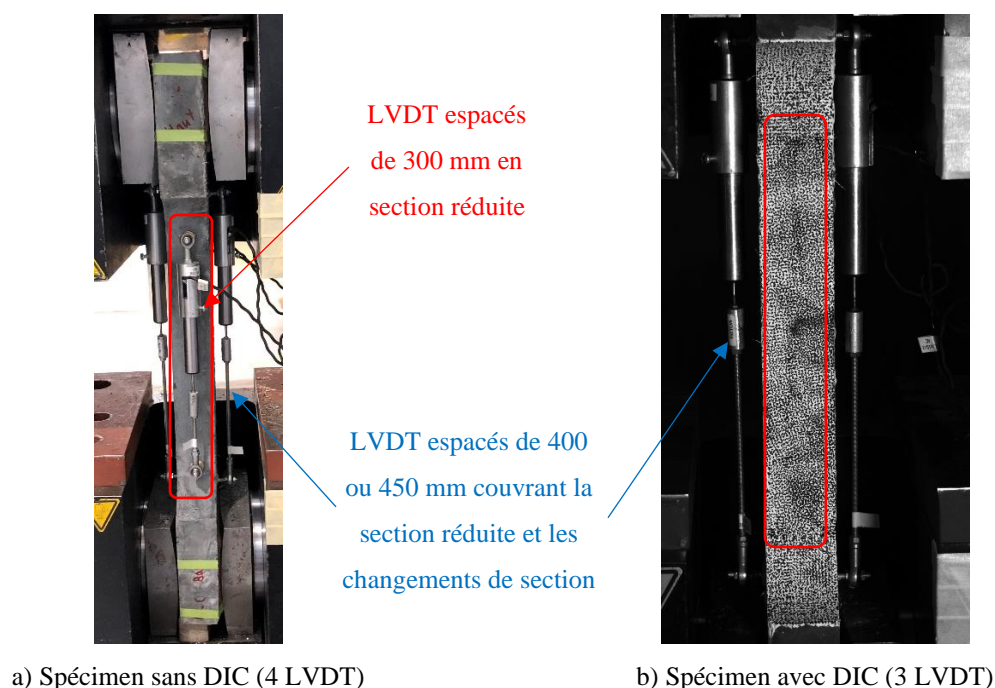 LVDT espacés
de 300 mm en
section réduite
LVDT espacés de 400
ou 450 mm couvrant la
section réduite et les
changements de section
a) Spécimen sans DIC (4 LVDT)
b) Spécimen avec DIC (3 LVDT)